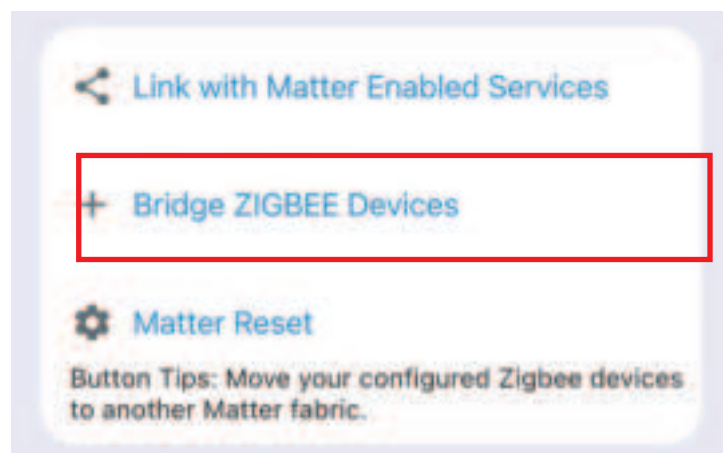 Link with Matter Enabled Services
Bridge ZIGBEE Devices
Matter Reset
Button Tips: Move your configured Zigbee devices
to another Matter fabric.